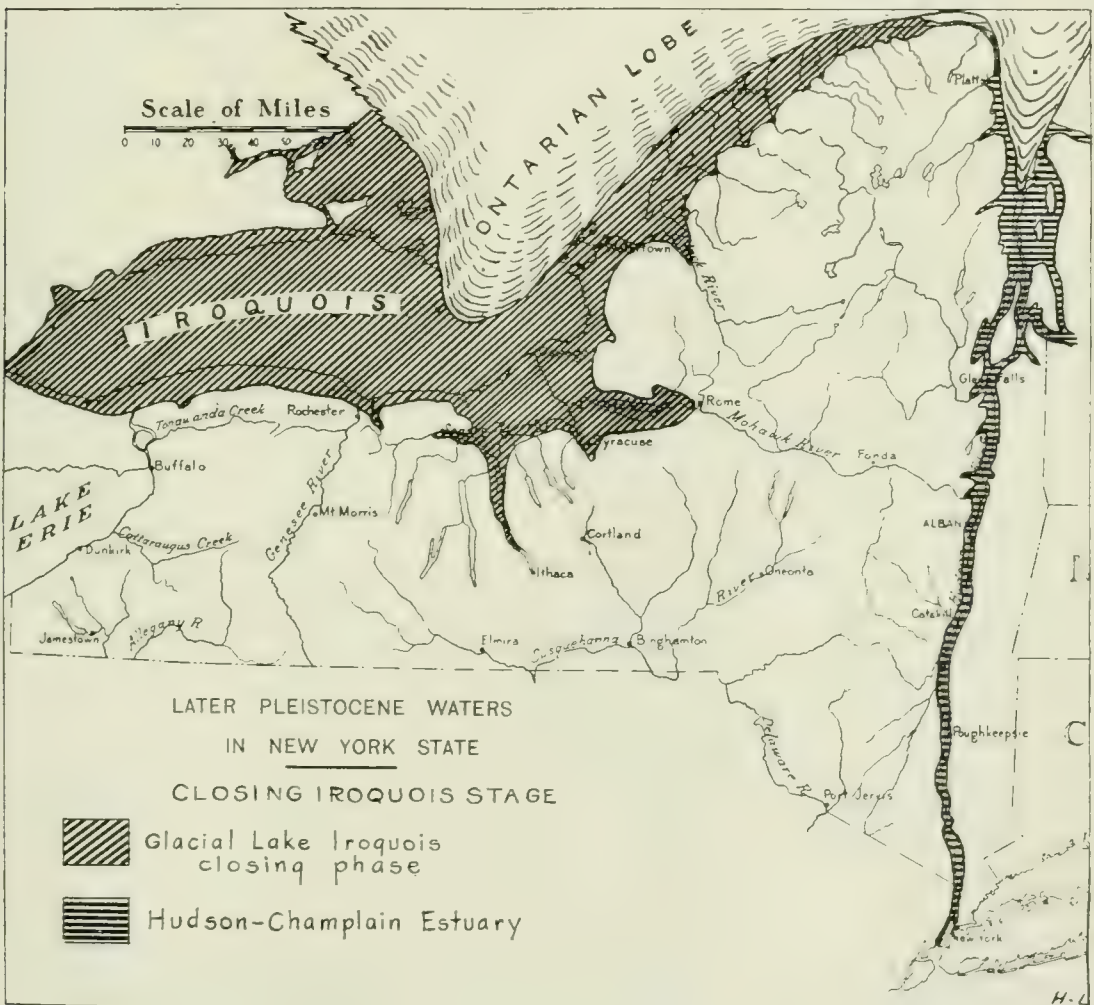 Scale of Miles
0 10 20 30 40 50
ONTARIAN LOBE
IROQUOIS
Platts
River
Glens Falls
Tonawanda Creek
Rochester
Rome
Syracuse
Mohawk River
Fonda
Buffalo
LAKE
ERIE
Genesee River
Mt Morris
ALBANY
Cattaraugus Creek
Dunkirk
Cortland
Ithaca
River
Oneonta
Catskill
Jamestown
Allegany R
Elmira
Susquehanna
Binghamton
Poughkeepsie
C
Delaware R
Port Jervis
New York
LATER PLEISTOCENE WATERS
IN NEW YORK STATE
CLOSING IROQUOIS STAGE
Glacial Lake Iroquois
closing phase
Hudson-Champlain Estuary